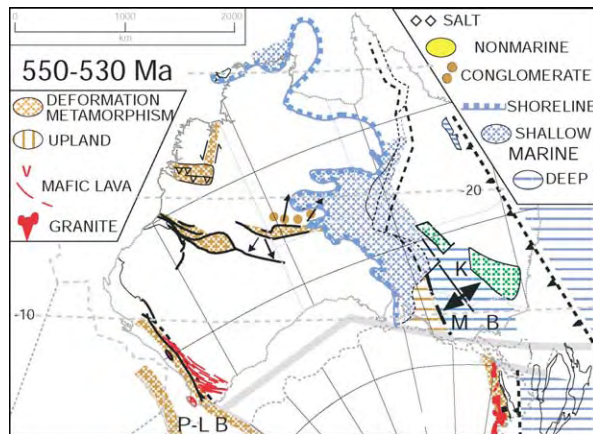 0
1000
2000
km
550-530 Ma
DEFORMATION
METAMORPHISM
UPLAND
V
MAFIC LAVA
GRANITE
SALT
NONMARINE
CONGLOMERATE
SHORELINE
SHALLOW
MARINE
DEEP
-20
-10
K
M
B
P-L B